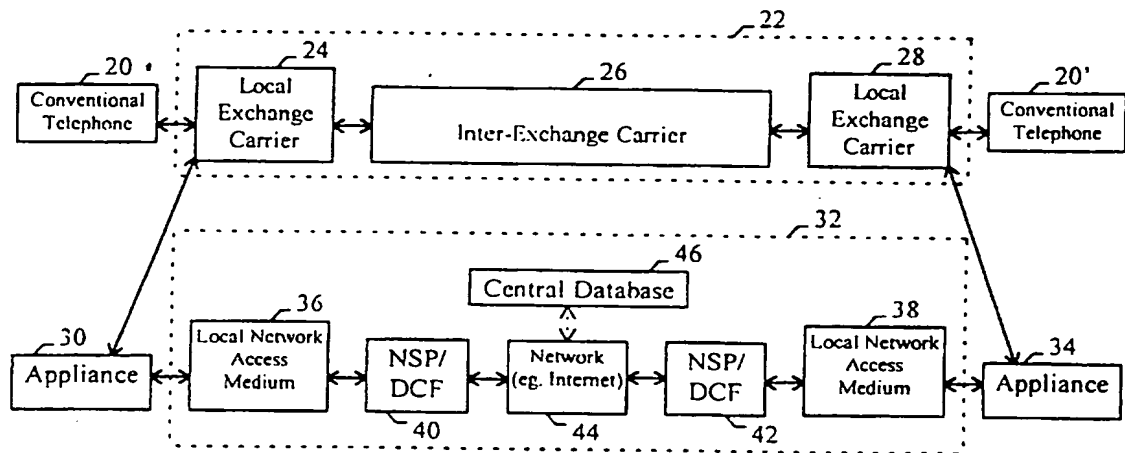 22
20
Conventional
Telephone
24
Local
Exchange
Carrier
26
Inter-Exchange Carrier
28
Local
Exchange
Carrier
20'
Conventional
Telephone
32
46
Central Database
30
Appliance
36
Local Network
Access
Medium
NSP/
DCF
40
Network
(eg. Internet)
44
NSP/
DCF
42
38
Local Network
Access
Medium
34
Appliance